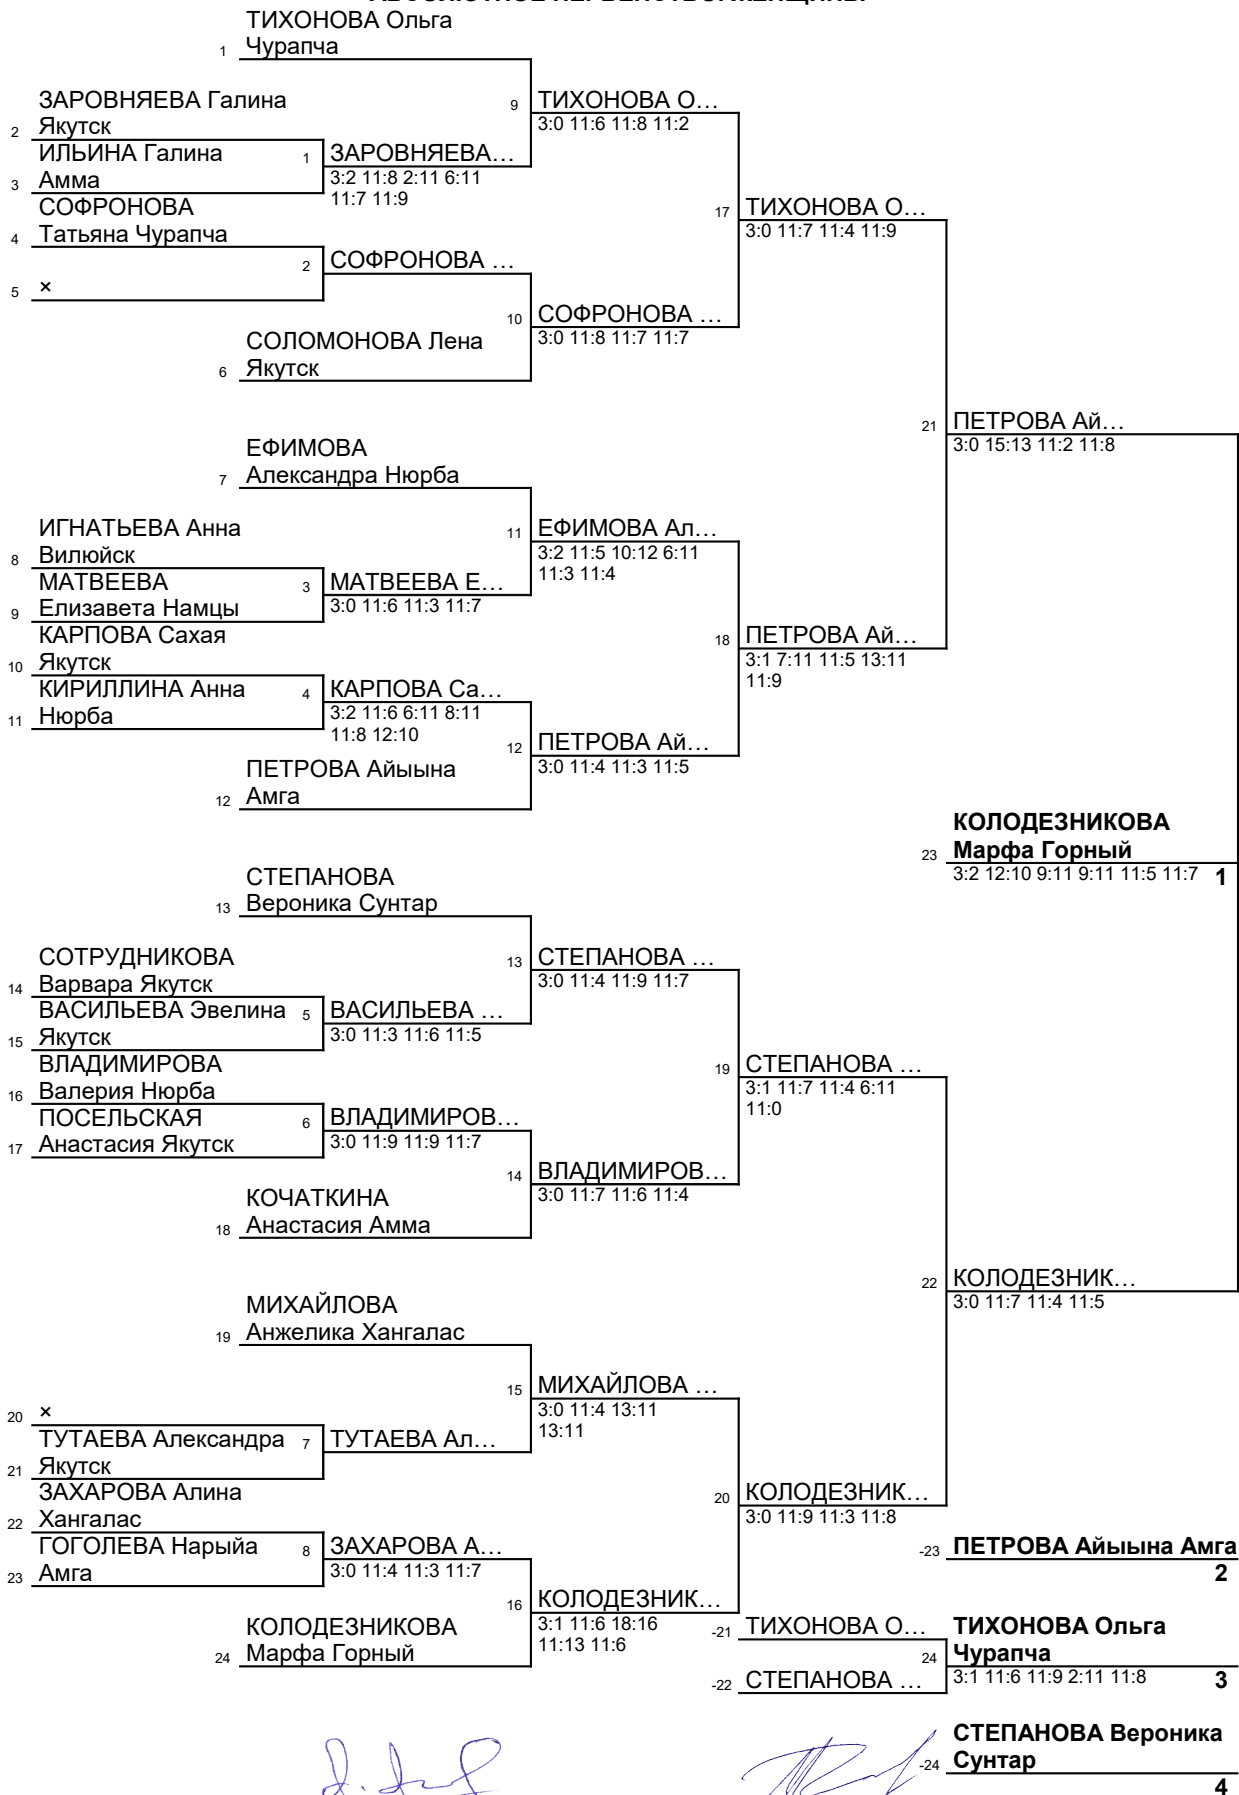 ТИХОНОВА Ольга
1 Чурапча
ЗАРОВНЯЕВА Галина
2 Якутск
9 ТИХОНОВА О…
3:0 11:6 11:8 11:2
ИЛЬИНА Галина
3 Амма
1 ЗАРОВНЯЕВА…
3:2 11:8 2:11 6:11
11:7 11:9
СОФРОНОВА
4 Татьяна Чурапча
17 ТИХОНОВА О…
3:0 11:7 11:4 11:9
2 СОФРОНОВА …
5 ×
10 СОФРОНОВА …
3:0 11:8 11:7 11:7
СОЛОМОНОВА Лена
6 Якутск
21 ПЕТРОВА Ай…
3:0 15:13 11:2 11:8
ЕФИМОВА
7 Александра Нюрба
ИГНАТЬЕВА Анна
8 Вилюйск
11 ЕФИМОВА Ал…
3:2 11:5 10:12 6:11
11:3 11:4
МАТВЕЕВА
9 Елизавета Намцы
3 МАТВЕЕВА Е…
3:0 11:6 11:3 11:7
КАРПОВА Сахая
10 Якутск
18 ПЕТРОВА Ай…
3:1 7:11 11:5 13:11
11:9
КИРИЛЛИНА Анна
11 Нюрба
4 КАРПОВА Са…
3:2 11:6 6:11 8:11
11:8 12:10
12 ПЕТРОВА Ай…
3:0 11:4 11:3 11:5
ПЕТРОВА Айыына
12 Амга
КОЛОДЕЗНИКОВА
23 Марфа Горный
3:2 12:10 9:11 9:11 11:5 11:7 1
СТЕПАНОВА
13 Вероника Сунтар
СОТРУДНИКОВА
14 Варвара Якутск
13 СТЕПАНОВА …
3:0 11:4 11:9 11:7
ВАСИЛЬЕВА Эвелина
15 Якутск
5 ВАСИЛЬЕВА …
3:0 11:3 11:6 11:5
ВЛАДИМИРОВА
16 Валерия Нюрба
19 СТЕПАНОВА …
3:1 11:7 11:4 6:11
11:0
ПОСЕЛЬСКАЯ
17 Анастасия Якутск
6 ВЛАДИМИРОВ…
3:0 11:9 11:9 11:7
14 ВЛАДИМИРОВ…
3:0 11:7 11:6 11:4
КОЧАТКИНА
18 Анастасия Амма
22 КОЛОДЕЗНИК…
3:0 11:7 11:4 11:5
МИХАЙЛОВА
19 Анжелика Хангалас
15 МИХАЙЛОВА …
3:0 11:4 13:11
13:11
20 ×
ТУТАЕВА Александра
21 Якутск
7 ТУТАЕВА Ал…
ЗАХАРОВА Алина
22 Хангалас
20 КОЛОДЕЗНИК…
3:0 11:9 11:3 11:8
ГОГОЛЕВА Нарыйа
23 Амга
8 ЗАХАРОВА А…
3:0 11:4 11:3 11:7
-23 ПЕТРОВА Айыына Амга
2
16 КОЛОДЕЗНИК…
3:1 11:6 18:16
11:13 11:6
КОЛОДЕЗНИКОВА
24 Марфа Горный
-21 ТИХОНОВА О…
ТИХОНОВА Ольга
24 Чурапча
3:1 11:6 11:9 2:11 11:8 3
-22 СТЕПАНОВА …
СТЕПАНОВА Вероника
-24 Сунтар
4